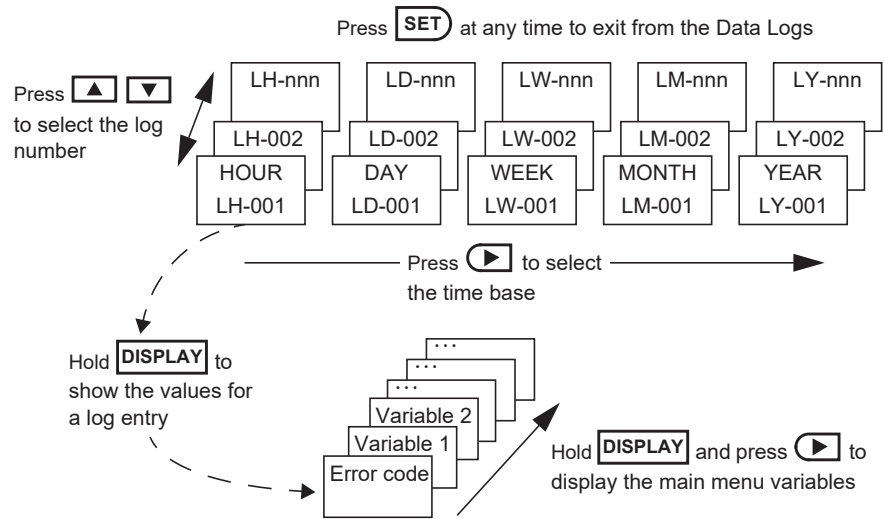 Press SET at any time to exit from the Data Logs
Press ▲ ▼
to select the log
number
LH-nnn LD-nnn LW-nnn LM-nnn LY-nnn
LH-002 LD-002 LW-002 LM-002 LY-002
HOUR DAY WEEK MONTH YEAR
LH-001 LD-001 LW-001 LM-001 LY-001
Press ▶ to select
the time base
Hold DISPLAY to
show the values for
a log entry
...
...
...
Variable 2
Variable 1
Error code
Hold DISPLAY and press ▶ to
display the main menu variables